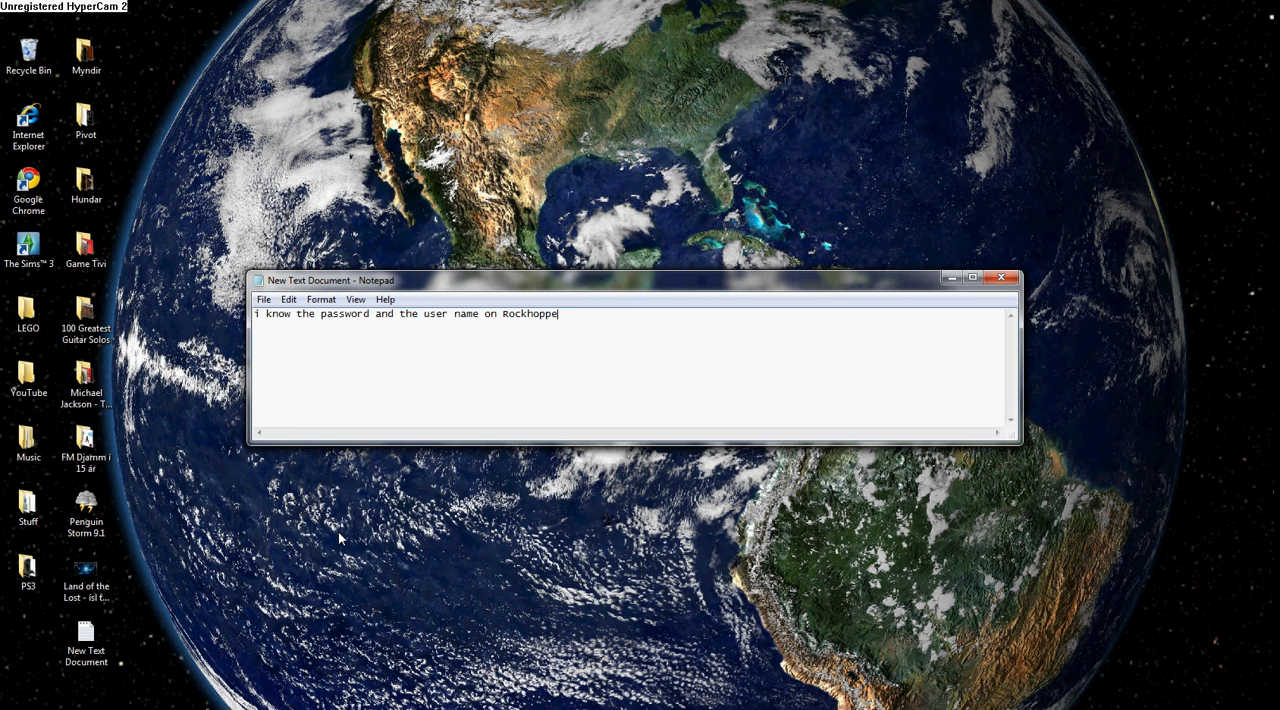 Unregistered HyperCam 2
Recycle Bin
Myndir
Internet
Explorer
Pivot
Google
Chrome
Hundar
The Sims™ 3
Game Tivi
LEGO
100 Greatest
Guitar Solos
YouTube
Michael
Jackson - T...
Music
FM Djamm í
15 ár
Stuff
Penguin
Storm 9.1
PS3
Land of the
Lost - ísl t...
New Text
Document
New Text Document - Notepad
File Edit Format View Help
i know the password and the user name on Rockhoppe